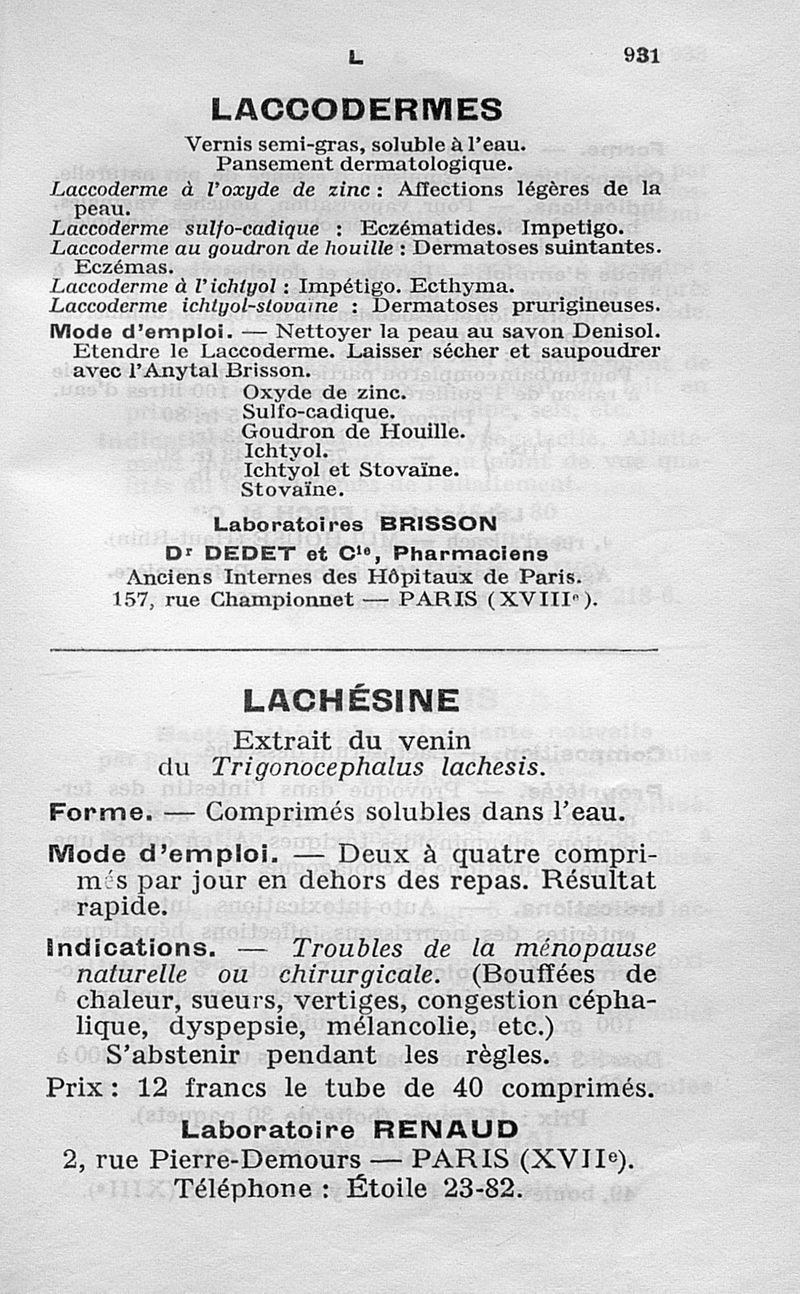 L 931
LACCODERMES
Vernis semi-gras, soluble à l'eau.
Pansement dermatologique.
Laccoderme à l'oxyde de zinc : Affections légères de la
peau.
Laccoderme sulfo-cadique : Eczématides. Impetigo.
Laccoderme au goudron de houille : Dermatoses suintantes.
Eczémas.
Laccoderme à l'ichtyol : Impétigo. Ecthyma.
Laccoderme ichtyol-stovaïne : Dermatoses prurigineuses.
Mode d'emploi. — Nettoyer la peau au savon Denisol.
Etendre le Laccoderme. Laisser sécher et saupoudrer
avec l'Anytal Brisson.
Oxyde de zinc.
Sulfo-cadique.
Goudron de Houille.
Ichtyol.
Ichtyol et Stovaïne.
Stovaïne.
Laboratoires BRISSON
Dr DEDET et Cie, Pharmaciens
Anciens Internes des Hôpitaux de Paris.
157, rue Championnet — PARIS (XVIIIe).
LACHÉSINE
Extrait du venin
du Trigonocephalus lachesis.
Forme. — Comprimés solubles dans l'eau.
Mode d'emploi. — Deux à quatre compri-
més par jour en dehors des repas. Résultat
rapide.
Indications. — Troubles de la ménopause
naturelle ou chirurgicale. (Bouffées de
chaleur, sueurs, vertiges, congestion cépha-
lique, dyspepsie, mélancolie, etc.)
S'abstenir pendant les règles.
Prix : 12 francs le tube de 40 comprimés.
Laboratoire RENAUD
2, rue Pierre-Demours — PARIS (XVIIe).
Téléphone : Étoile 23-82.